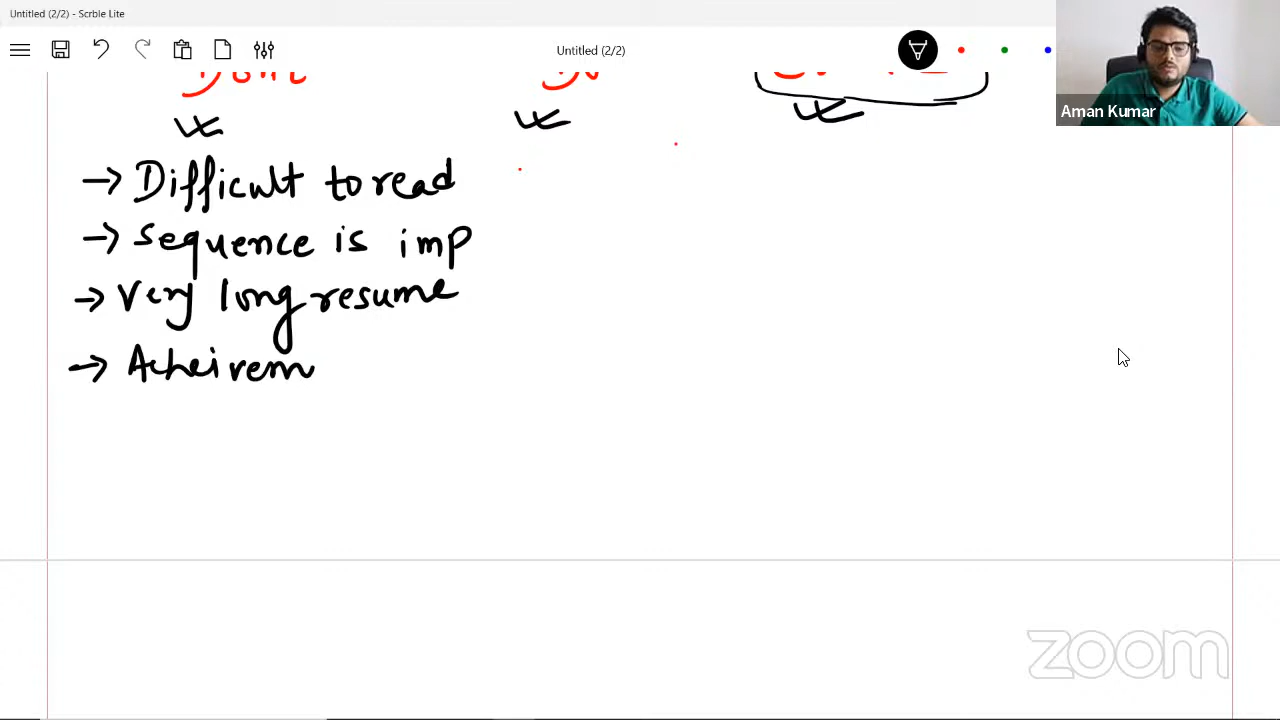 Untitled (2/2) - Scrble Lite
Untitled (2/2)
Aman Kumar
→ Difficult to read
→ Sequence is imp
→ Very long resume
→ Acheivem
zoom